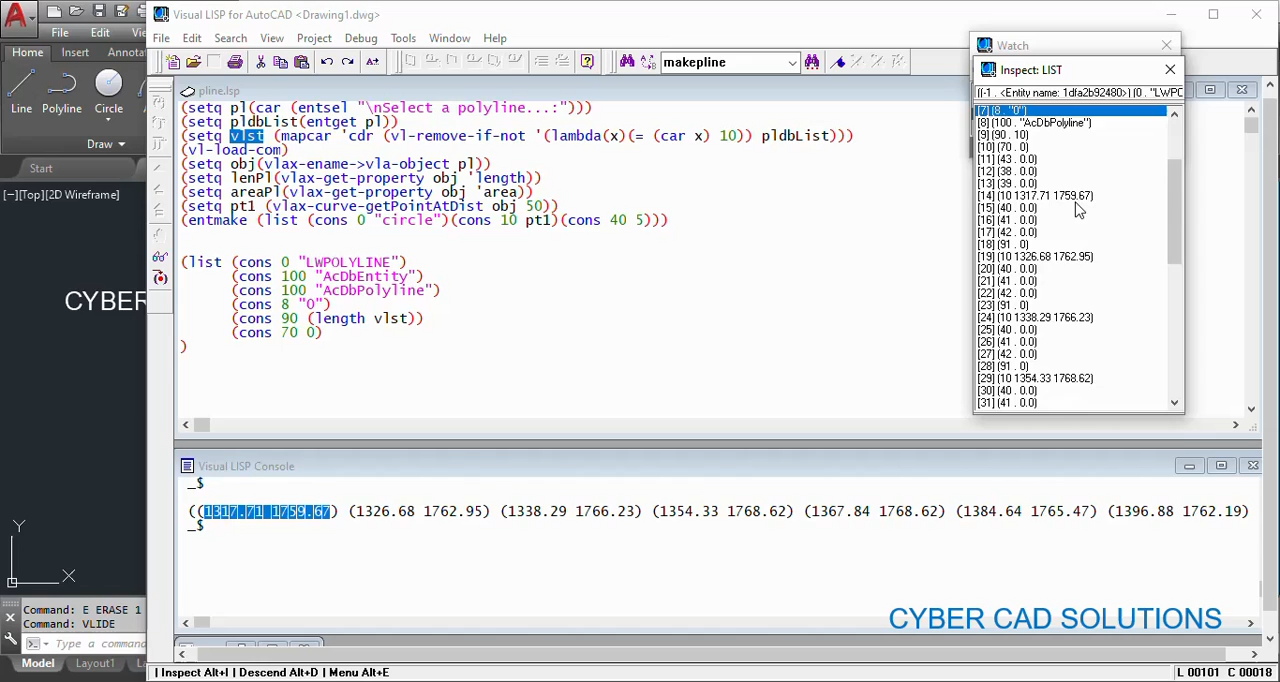 Visual LISP for AutoCAD <Drawing1.dwg>
File Edit Search View Project Debug Tools Window Help
makepline
File Edit
Home Insert Annotat
Line Polyline Circle
Draw
Start
[−][Top][2D Wireframe]
CYBER
pline.lsp
(setq pl(car (entsel "\nSelect a polyline...:")))
(setq pldbList(entget pl))
(setq vlst (mapcar 'cdr (vl-remove-if-not '(lambda(x)(= (car x) 10)) pldbList)))
(vl-load-com)
(setq obj(vlax-ename->vla-object pl))
(setq lenPl(vlax-get-property obj 'length))
(setq areaPl(vlax-get-property obj 'area))
(setq pt1 (vlax-curve-getPointAtDist obj 50))
(entmake (list (cons 0 "circle")(cons 10 pt1)(cons 40 5)))
(list (cons 0 "LWPOLYLINE")
(cons 100 "AcDbEntity")
(cons 100 "AcDbPolyline")
(cons 8 "0")
(cons 90 (length vlst))
(cons 70 0)
)
Watch
Inspect: LIST
((-1 . <Entity name: 1dfa2b92480>) (0 . "LWPO
[7] (8 . "0")
[8] (100 . "AcDbPolyline")
[9] (90 . 10)
[10] (70 . 0)
[11] (43 . 0.0)
[12] (38 . 0.0)
[13] (39 . 0.0)
[14] (10 1317.71 1759.67)
[15] (40 . 0.0)
[16] (41 . 0.0)
[17] (42 . 0.0)
[18] (91 . 0)
[19] (10 1326.68 1762.95)
[20] (40 . 0.0)
[21] (41 . 0.0)
[22] (42 . 0.0)
[23] (91 . 0)
[24] (10 1338.29 1766.23)
[25] (40 . 0.0)
[26] (41 . 0.0)
[27] (42 . 0.0)
[28] (91 . 0)
[29] (10 1354.33 1768.62)
[30] (40 . 0.0)
[31] (41 . 0.0)
Visual LISP Console
_$
((1317.71 1759.67) (1326.68 1762.95) (1338.29 1766.23) (1354.33 1768.62) (1367.84 1768.62) (1384.64 1765.47) (1396.88 1762.19)
_$
Y
X
Command: E ERASE 1
Command: VLIDE
Type a comma
Model Layout1
CYBER CAD SOLUTIONS
| Inspect Alt+I | Descend Alt+D | Menu Alt+E
L 00101 C 00018